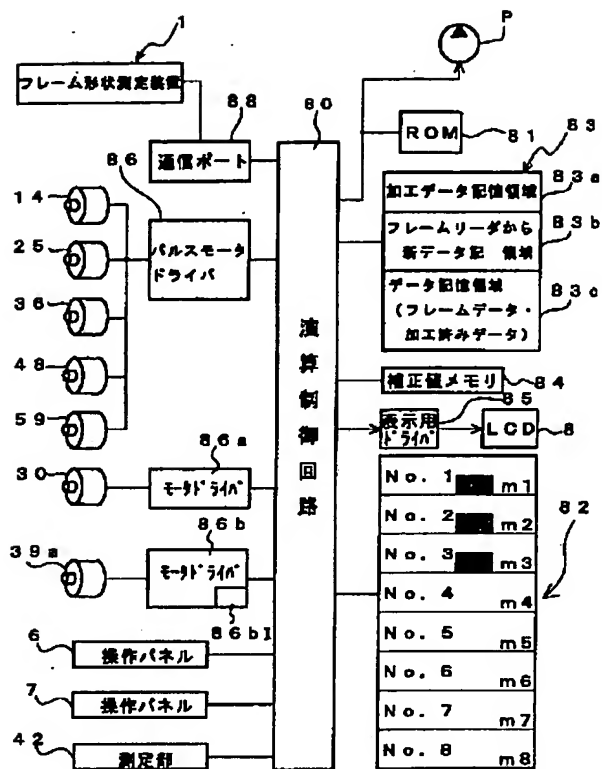 1
P
フレーム形状測定装置
88
80
ROM
81
83
通信ポート
86
加工データ記憶領域
83a
14
フレームリーダから
新データ記 領域
83b
25
パルスモータ
ドライバ
データ記憶領域
(フレームデータ・
加工済みデータ)
83c
36
48
59
演算制御回路
補正値メモリ
84
85
表示用
ドライバ
LCD
8
30
86a
モータドライバ
No. 1
m1
No. 2
m2
82
39a
86b
モータドライバ
86b1
No. 3
m3
No. 4
m4
6
操作パネル
No. 5
m5
No. 6
m6
7
操作パネル
No. 7
m7
42
測定部
No. 8
m8